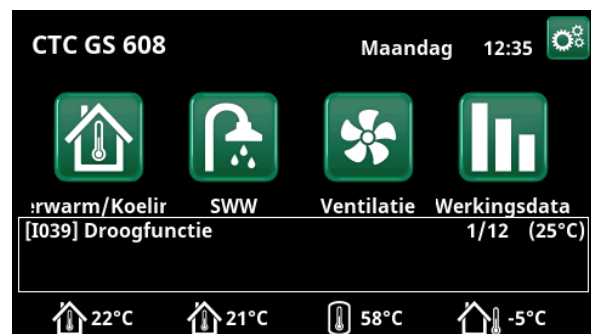 CTC GS 608 Maandag 12:35
erwarm/Koelin SWW Ventilatie Werkingsdata
[I039] Droogfunctie 1/12 (25°C)
22°C 21°C 58°C -5°C